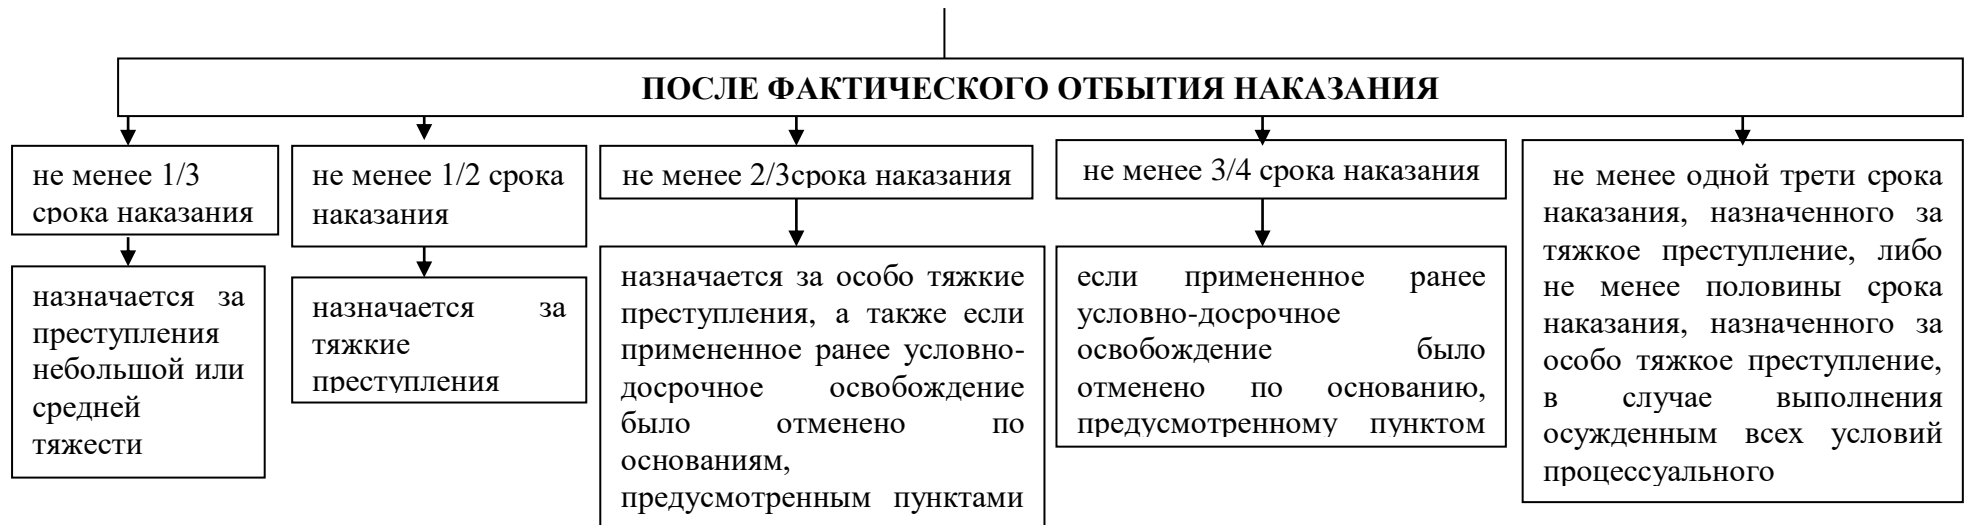 ПОСЛЕ ФАКТИЧЕСКОГО ОТБЫТИЯ НАКАЗАНИЯ
не менее 1/3
срока наказания
назначается за
преступления
небольшой или
средней
тяжести
не менее 1/2 срока
наказания
назначается за
тяжкие
преступления
не менее 2/3срока наказания
назначается за особо тяжкие
преступления, а также если
примененное ранее условно-
досрочное освобождение
было отменено по
основаниям,
предусмотренным пунктами
не менее 3/4 срока наказания
если примененное ранее
условно-досрочное
освобождение было
отменено по основанию,
предусмотренному пунктом
не менее одной трети срока
наказания, назначенного за
тяжкое преступление, либо
не менее половины срока
наказания, назначенного за
особо тяжкое преступление,
в случае выполнения
осужденным всех условий
процессуального